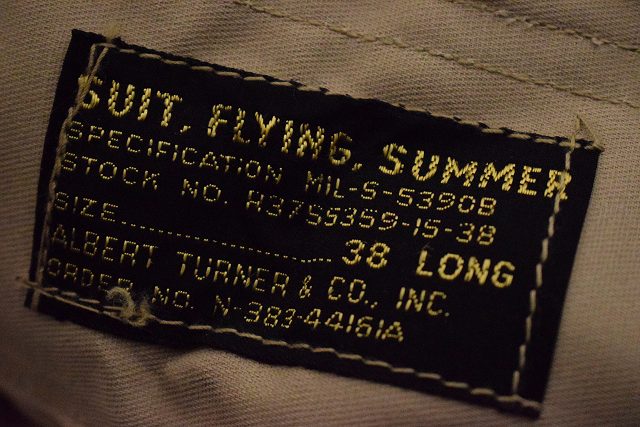 SUIT, FLYING, SUMMER
SPECIFICATION MIL-S-5390B
STOCK NO. R37S5359-15-38
SIZE..................... 38 LONG
ALBERT TURNER & CO., INC.
ORDER NO. N-383-44161A